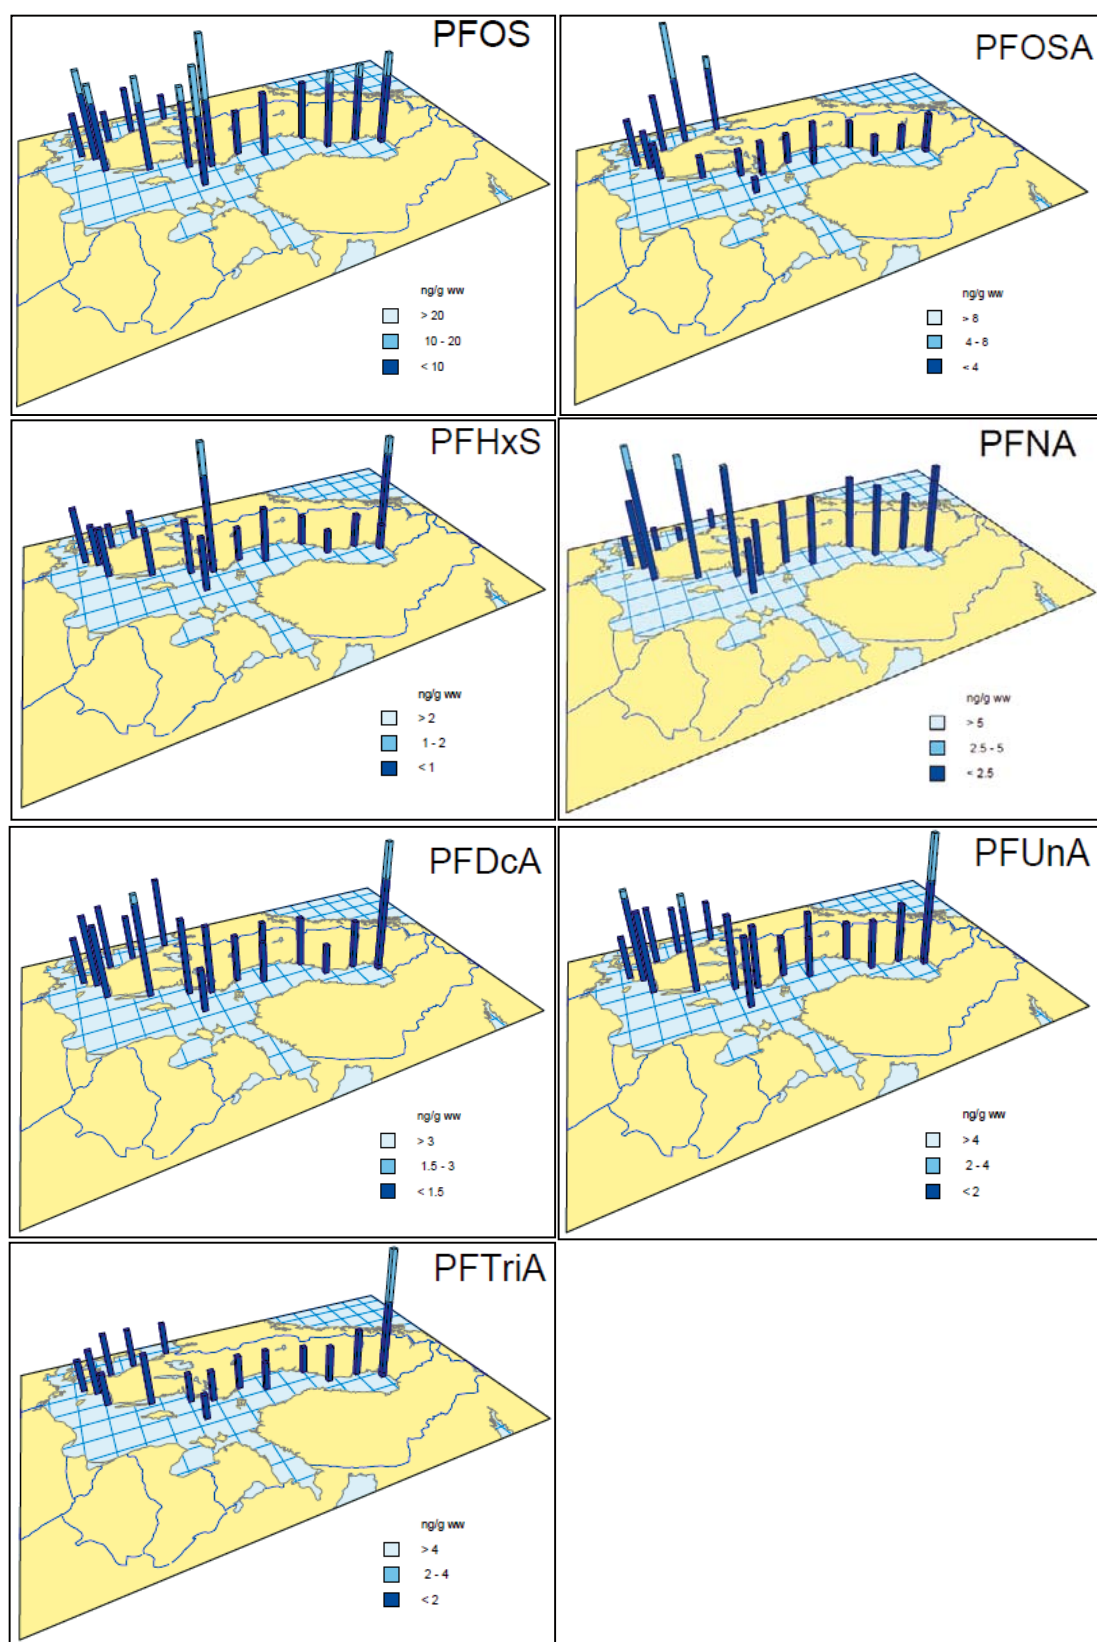 PFOS
ng/g ww
> 20
10 - 20
< 10
PFOSA
ng/g ww
> 8
4 - 8
< 4
PFHxS
ng/g ww
> 2
1 - 2
< 1
PFNA
ng/g ww
> 5
2.5 - 5
< 2.5
PFDcA
ng/g ww
> 3
1.5 - 3
< 1.5
PFUnA
ng/g ww
> 4
2 - 4
< 2
PFTriA
ng/g ww
> 4
2 - 4
< 2